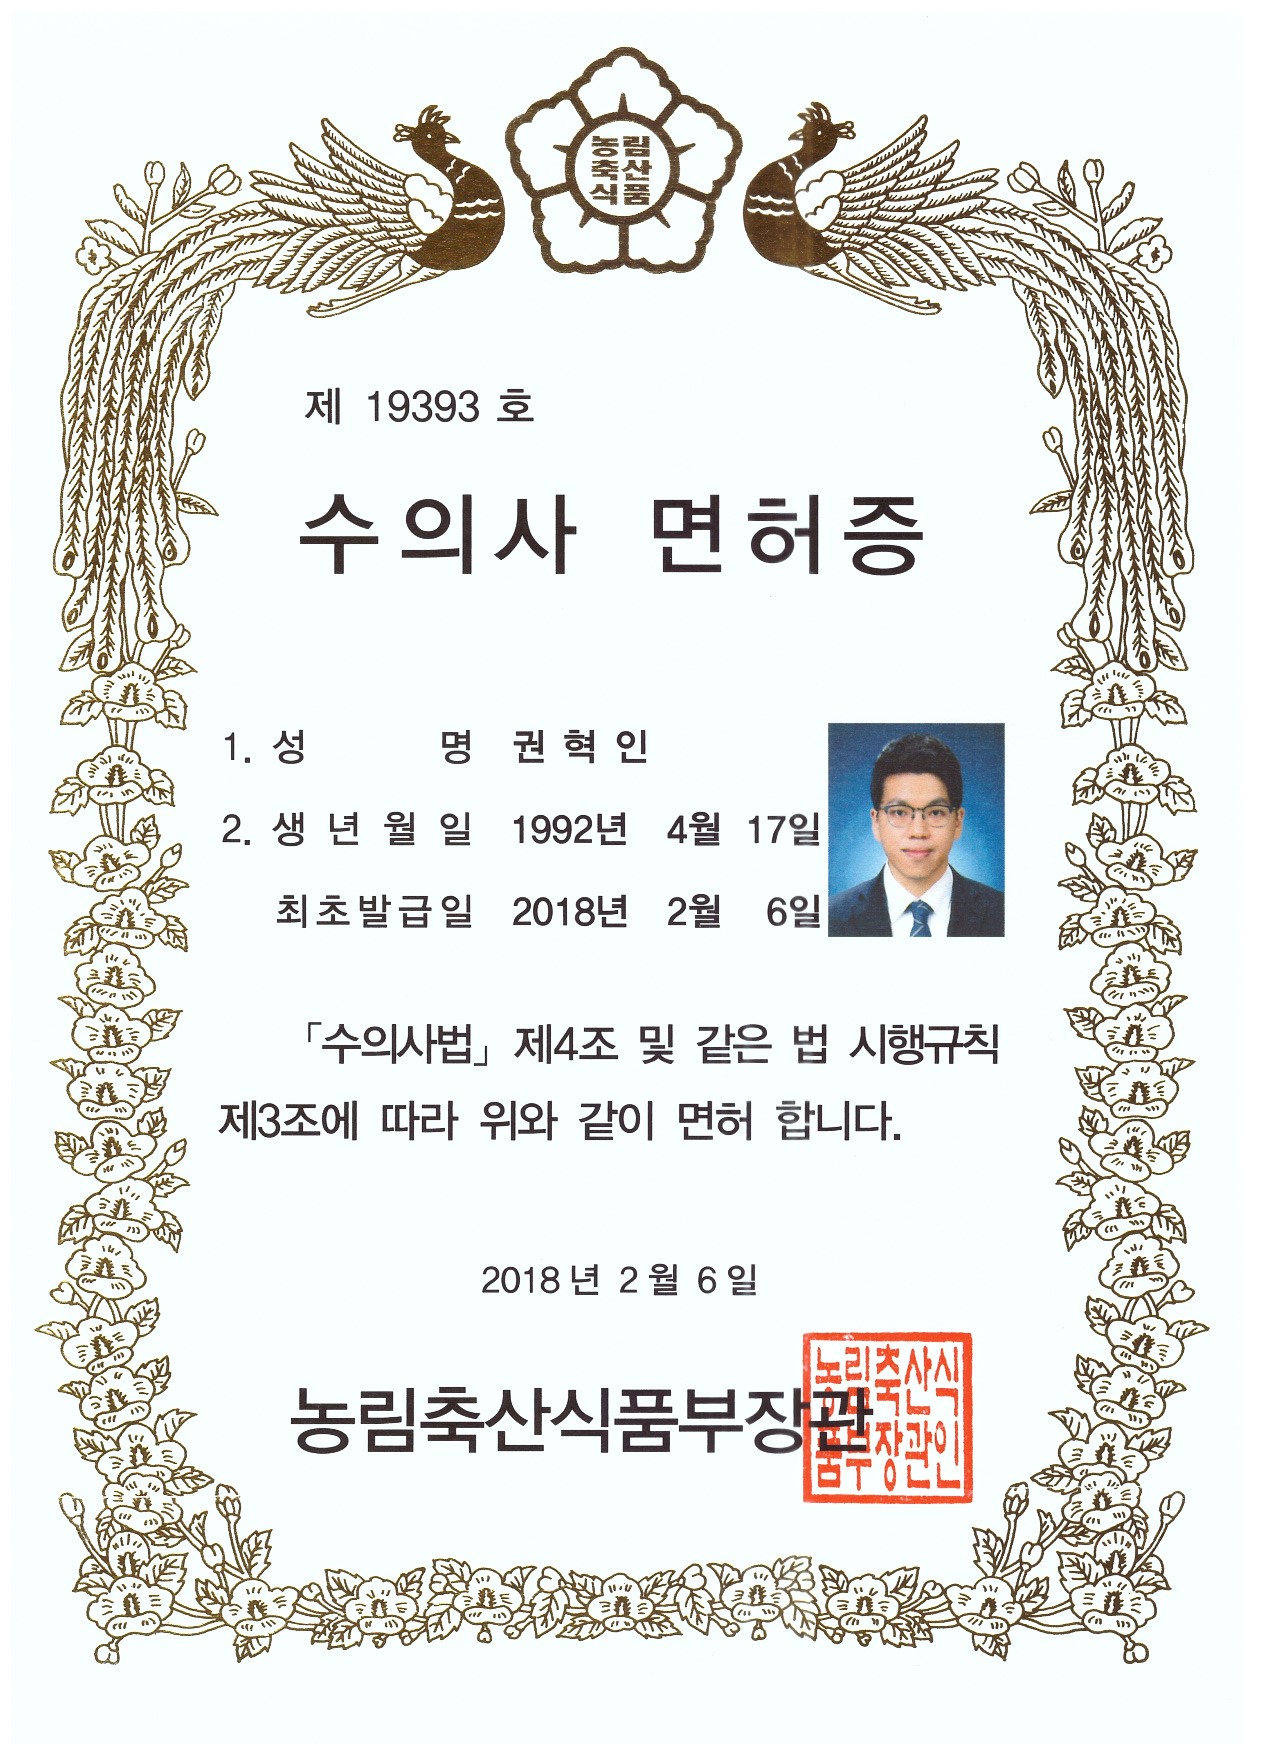 농림
축산
식품
제 19393 호
수의사 면허증
1. 성 명 권 혁 인
2. 생 년 월 일 1992년 4월 17일
최초발급일 2018년 2월 6일
「수의사법」 제4조 및 같은 법 시행규칙
제3조에 따라 위와 같이 면허 합니다.
2018 년 2 월 6 일
농림축산식품부장관
농림축산식
품부장관인